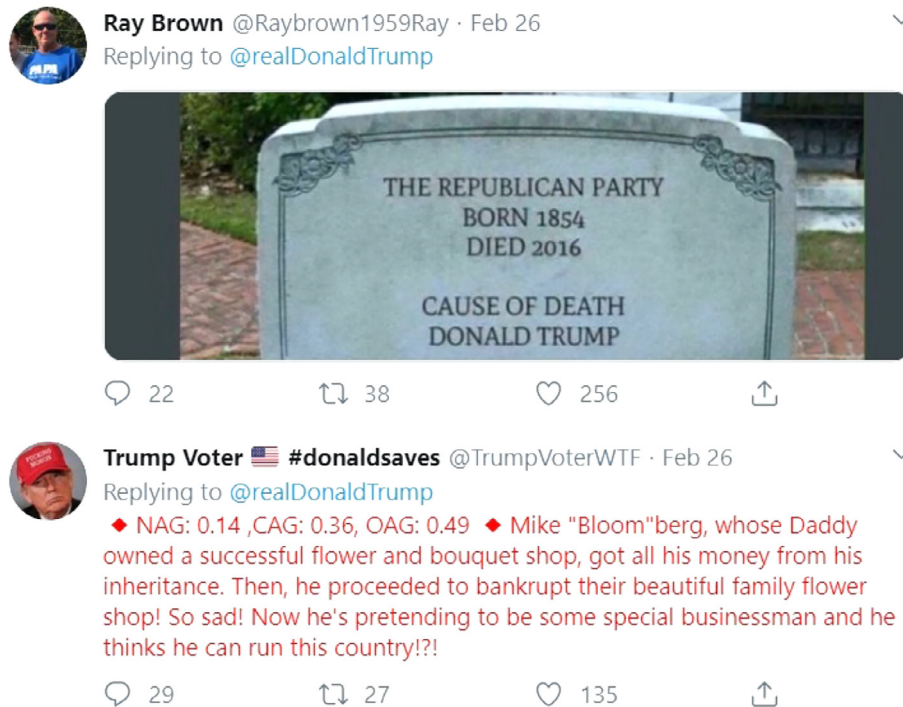 Ray Brown @Raybrown1959Ray · Feb 26
Replying to @realDonaldTrump
THE REPUBLICAN PARTY
BORN 1854
DIED 2016
CAUSE OF DEATH
DONALD TRUMP
22 38 256
Trump Voter 🇺🇸 #donaldsaves @TrumpVoterWTF · Feb 26
Replying to @realDonaldTrump
♦ NAG: 0.14 ,CAG: 0.36, OAG: 0.49 ♦ Mike "Bloom"berg, whose Daddy
owned a successful flower and bouquet shop, got all his money from his
inheritance. Then, he proceeded to bankrupt their beautiful family flower
shop! So sad! Now he's pretending to be some special businessman and he
thinks he can run this country!?!
29 27 135